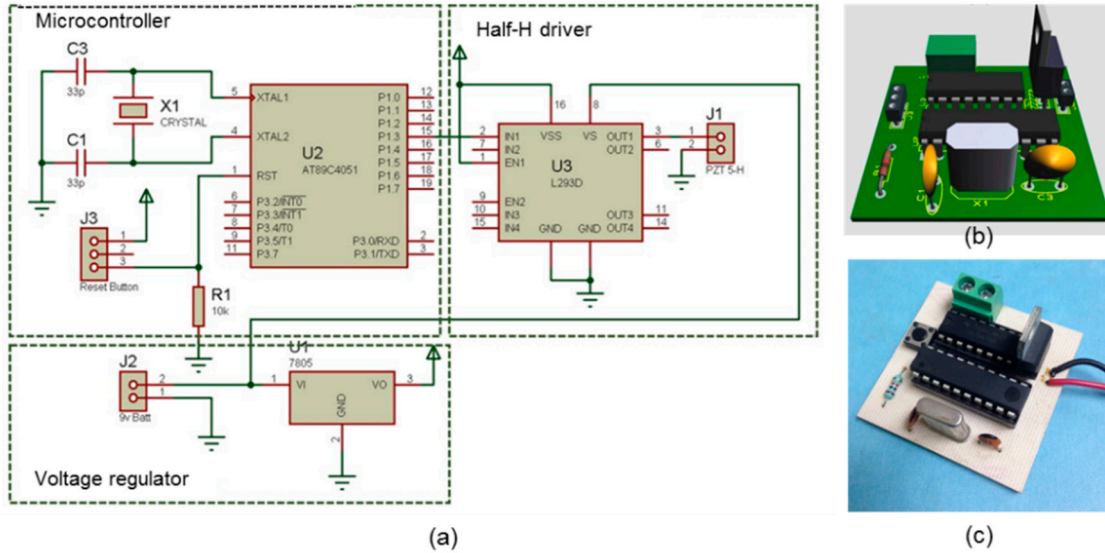 Microcontroller
C3
33p
X1
CRYSTAL
C1
33p
5
4
1
6
7
8
9
11
XTAL1
XTAL2
RST
P3.2/INT0
P3.3/INT1
P3.4/T0
P3.5/T1
P3.7
U2
AT89C4051
P1.0
P1.1
P1.2
P1.3
P1.4
P1.5
P1.6
P1.7
P3.0/RXD
P3.1/TXD
12
13
14
15
16
17
18
19
2
3
J3
1
2
3
Reset Button
R1
10k
Half-H driver
16
8
2
7
1
9
10
15
IN1
IN2
EN1
EN2
IN3
IN4
VSS
VS
U3
L293D
GND
GND
OUT1
OUT2
OUT3
OUT4
3
6
11
14
J1
1
2
PZT 5-H
J2
2
1
9v Batt
U1
7805
1
VI
VO
3
GND
2
Voltage regulator
(a)
R1
C1
X1
C3
(b)
(c)